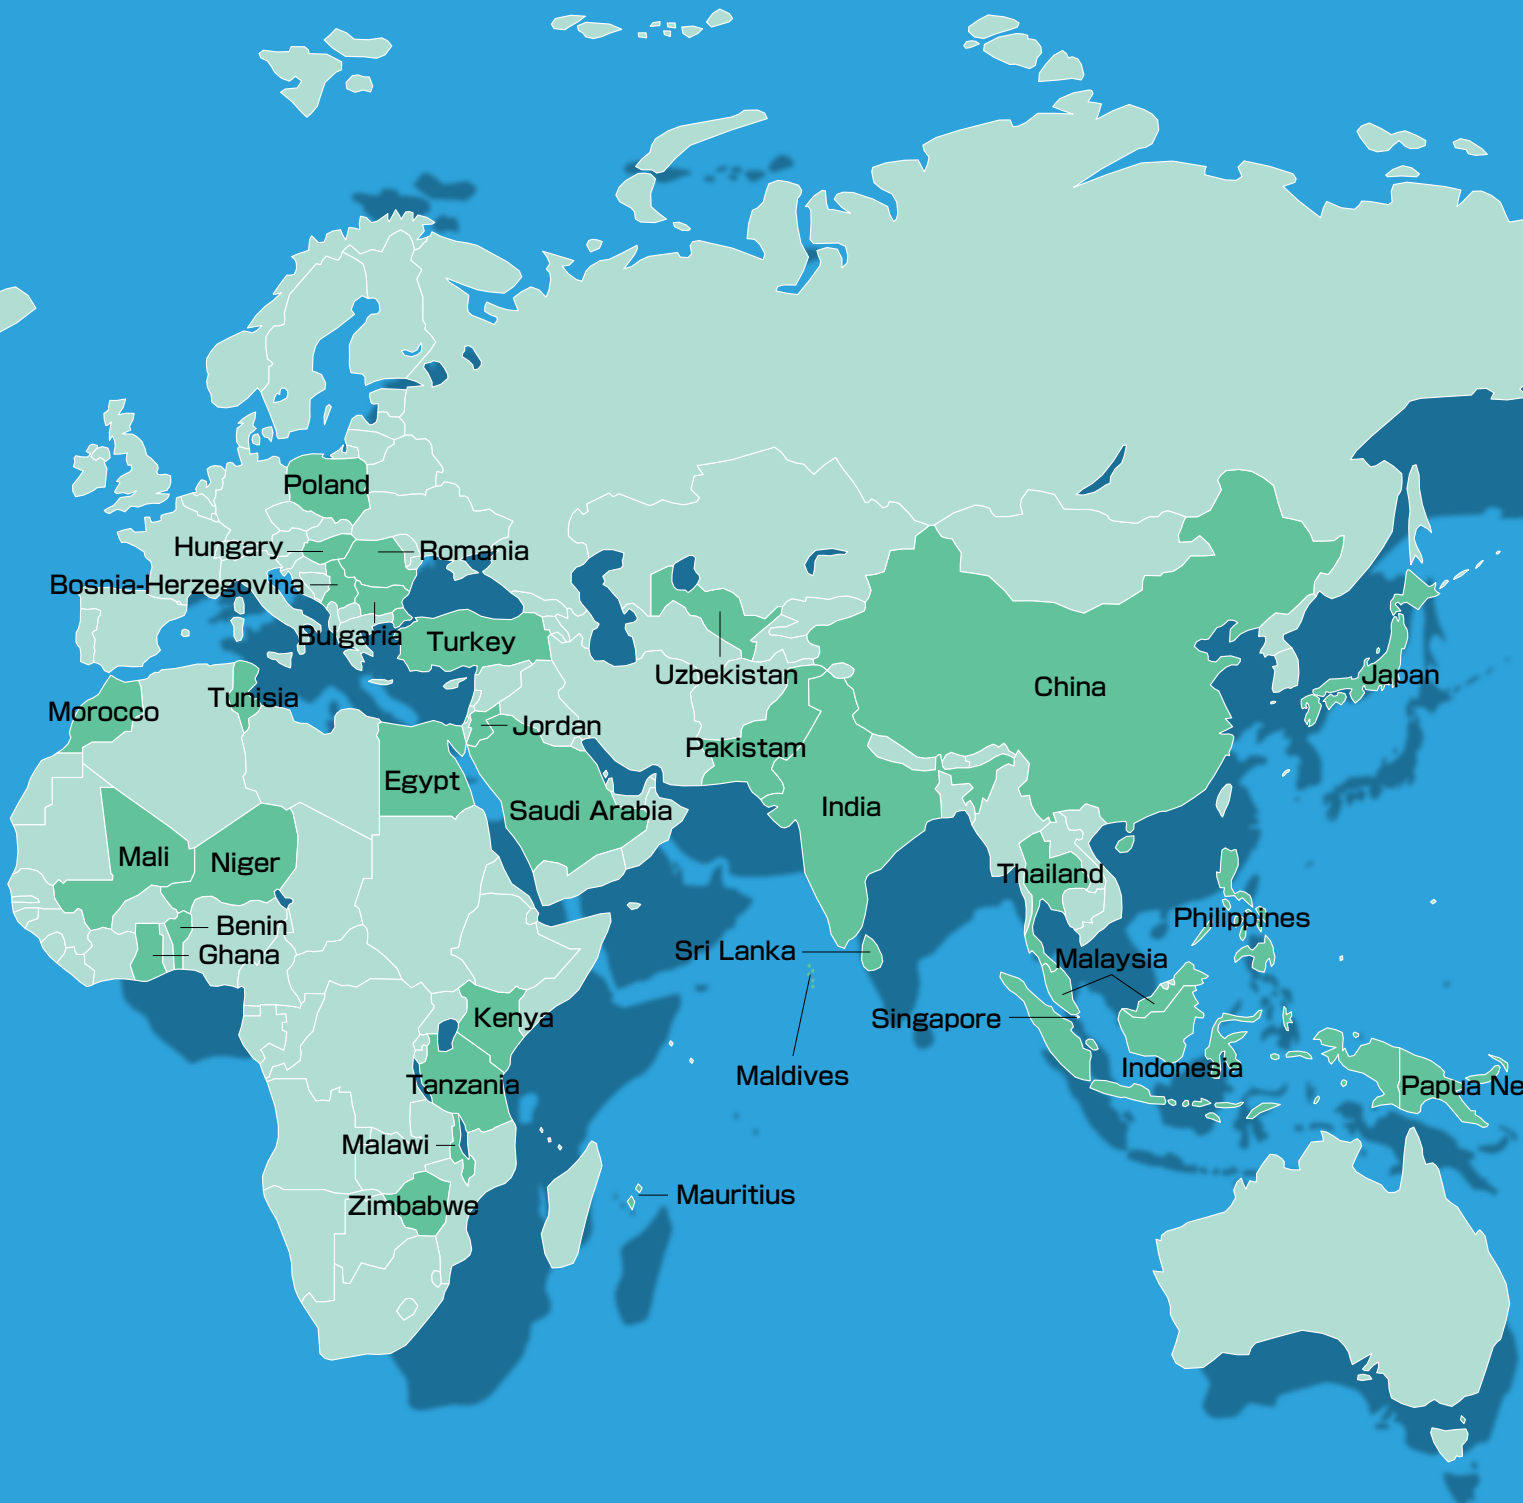 Poland
Hungary
Romania
Bosnia-Herzegovina
Bulgaria
Turkey
Uzbekistan
China
Japan
Tunisia
Morocco
Jordan
Pakistam
Egypt
Saudi Arabia
India
Mali
Niger
Thailand
Philippines
Benin
Ghana
Sri Lanka
Malaysia
Kenya
Singapore
Maldives
Indonesia
Tanzania
Papua Ne
Malawi
Mauritius
Zimbabwe